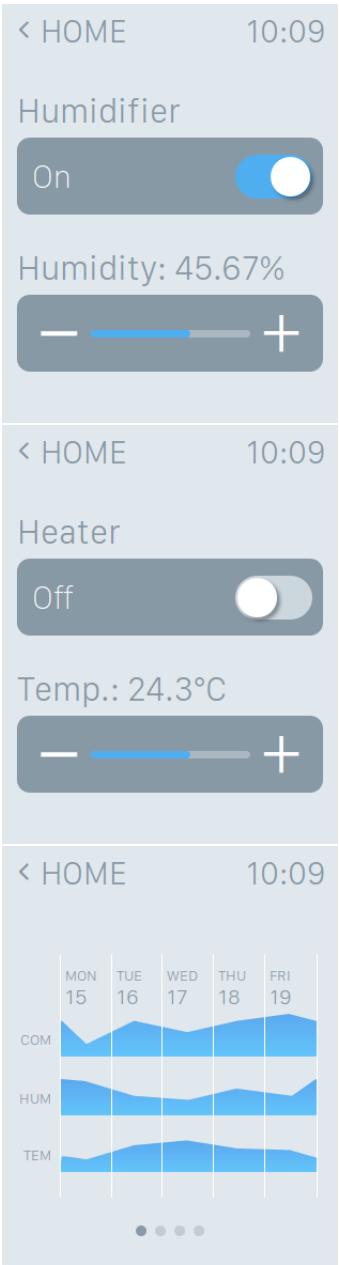 < HOME 10:09
Humidifier
On
Humidity: 45.67%
− +
< HOME 10:09
Heater
Off
Temp.: 24.3°C
− +
< HOME 10:09
MON TUE WED THU FRI
15 16 17 18 19
COM
HUM
TEM